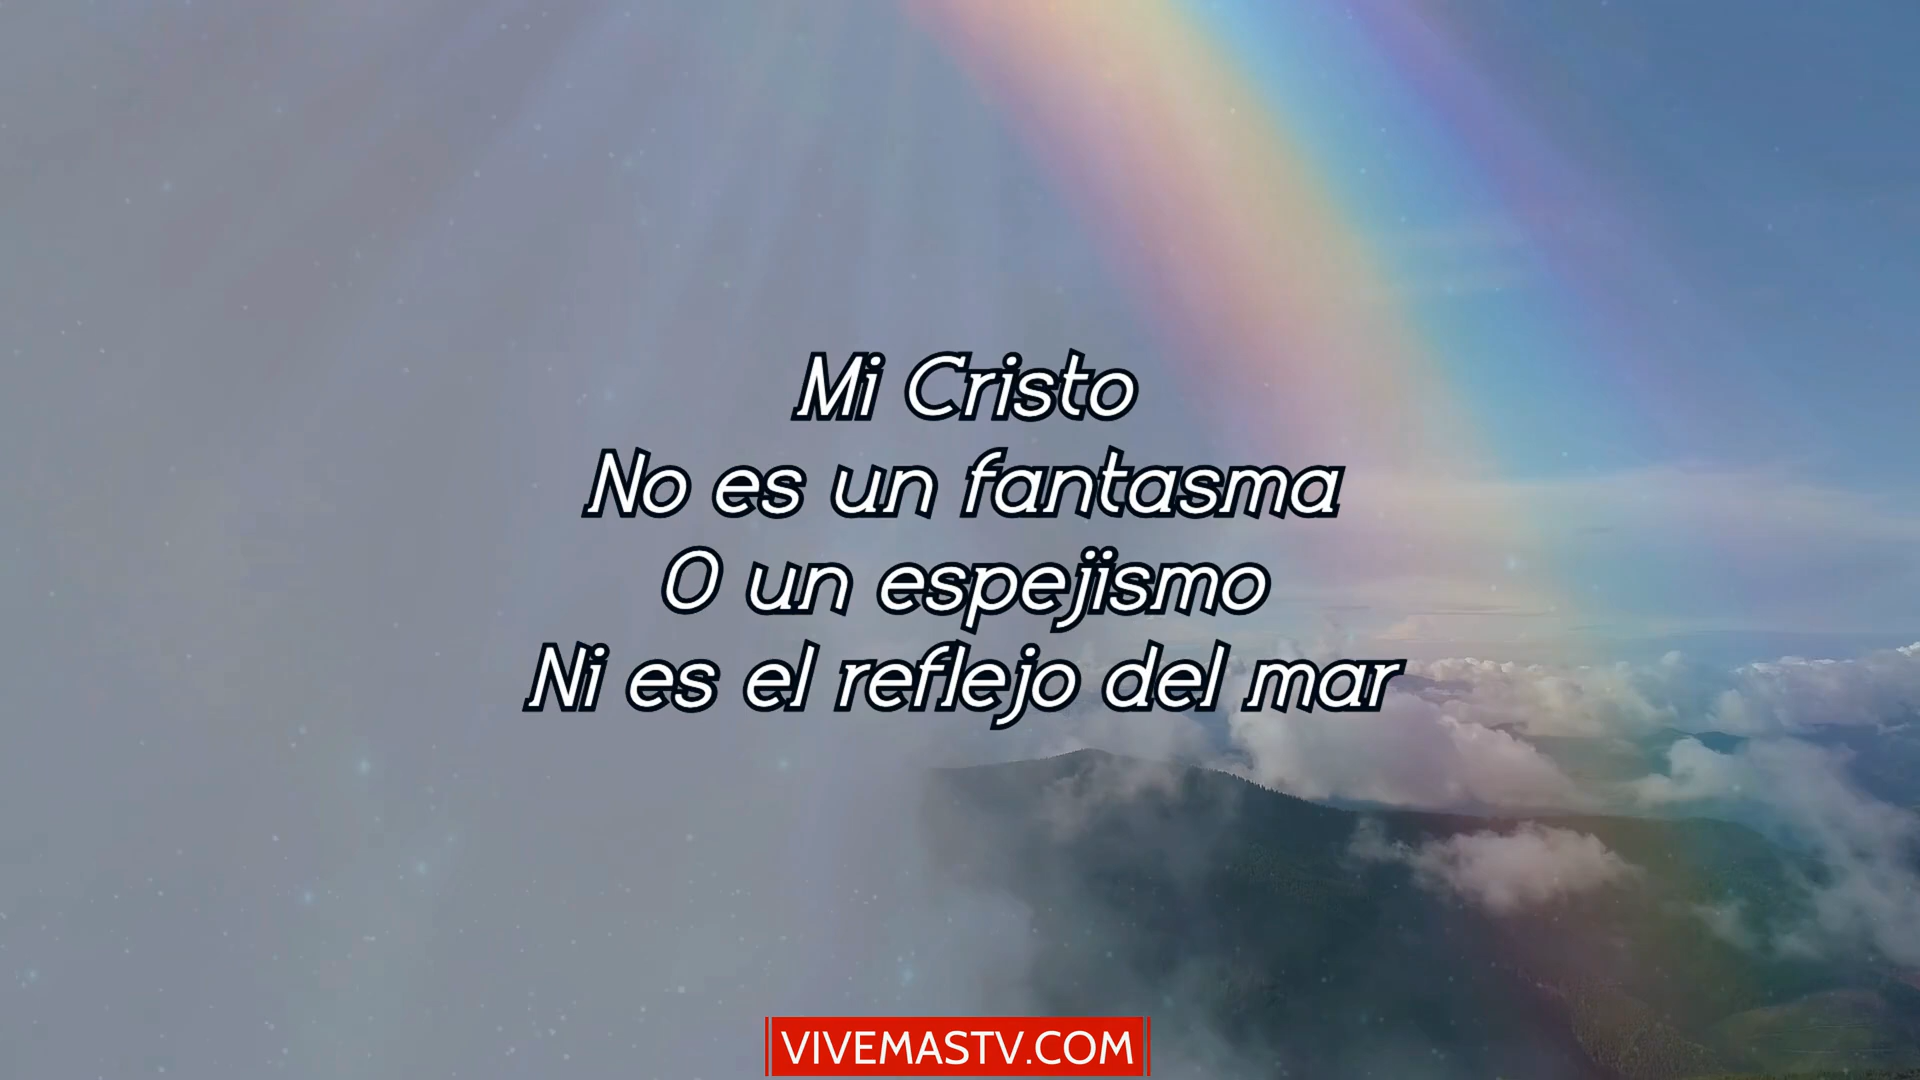 Mi Cristo
No es un fantasma
O un espejismo
Ni es el reflejo del mar
VIVEMASTV.COM